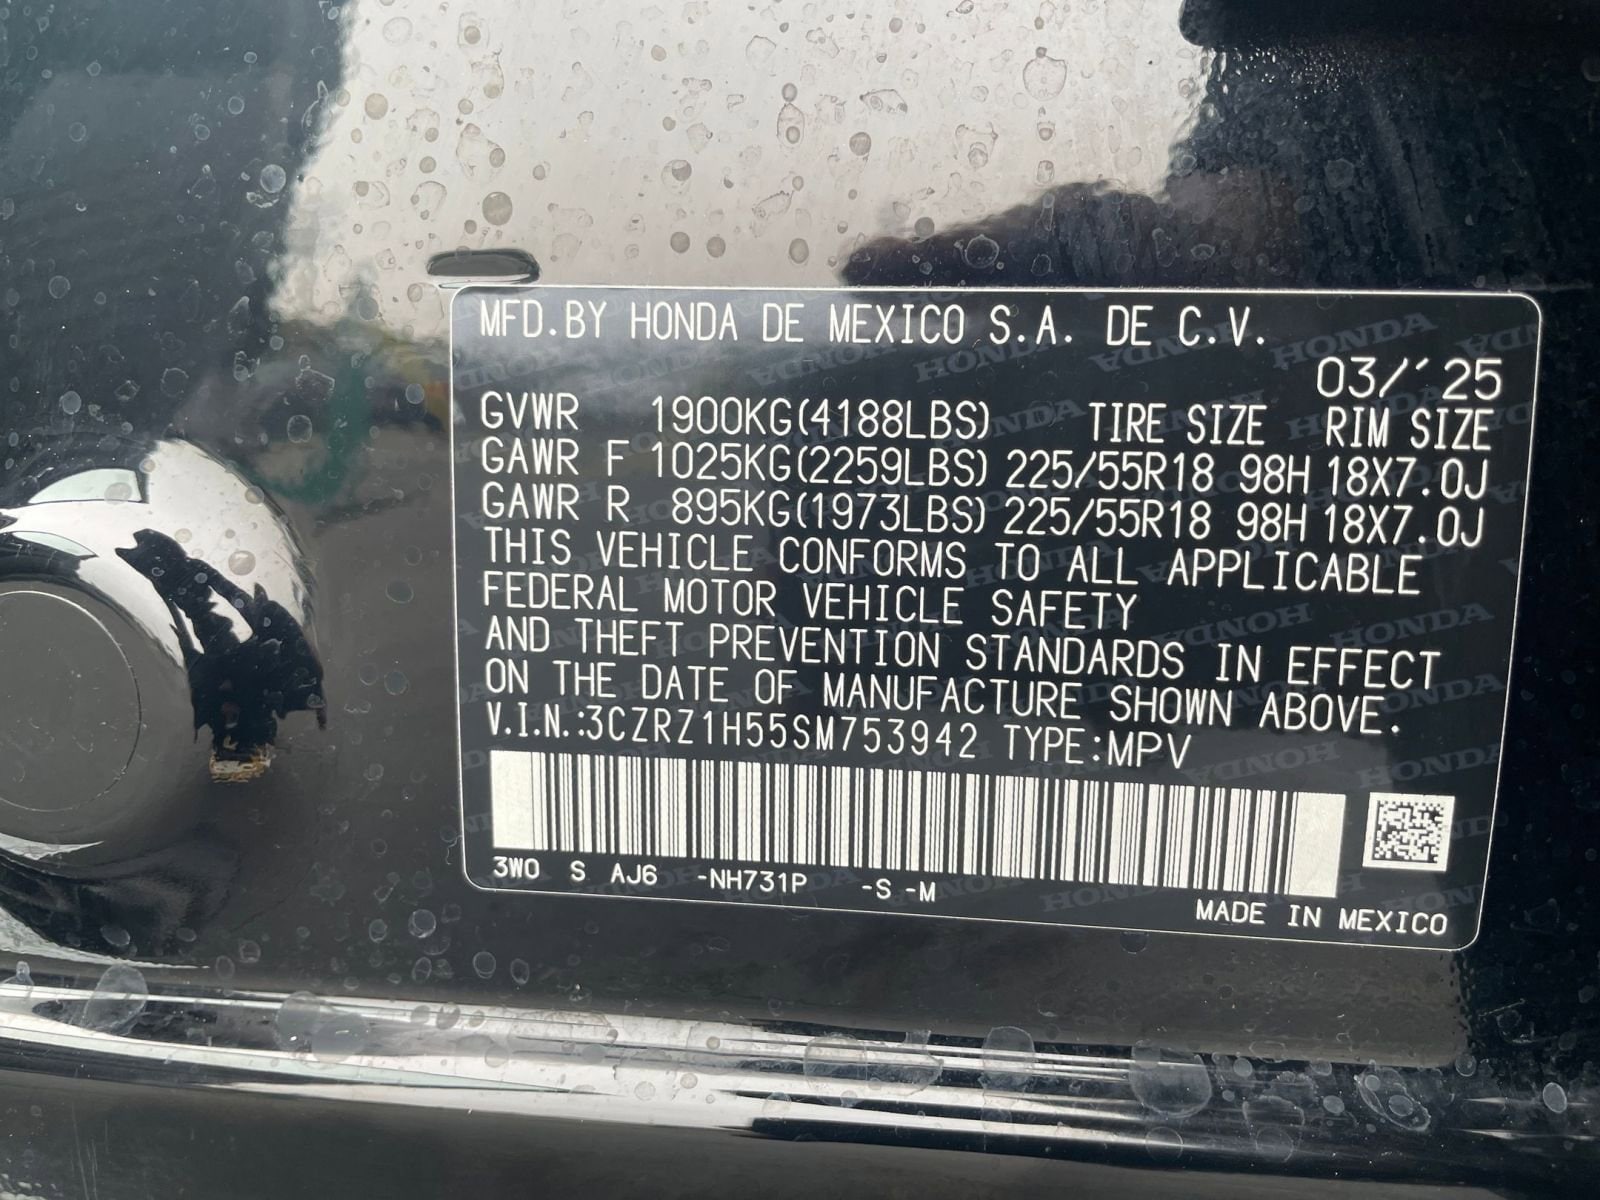 MFD.BY HONDA DE MEXICO S.A. DE C.V.
03/'25
GVWR 1900KG(4188LBS) TIRE SIZE RIM SIZE
GAWR F 1025KG(2259LBS) 225/55R18 98H 18X7.0J
GAWR R 895KG(1973LBS) 225/55R18 98H 18X7.0J
THIS VEHICLE CONFORMS TO ALL APPLICABLE
FEDERAL MOTOR VEHICLE SAFETY
AND THEFT PREVENTION STANDARDS IN EFFECT
ON THE DATE OF MANUFACTURE SHOWN ABOVE.
V.I.N.:3CZRZ1H55SM753942 TYPE:MPV
3W0 S AJ6 -NH731P -S -M
MADE IN MEXICO